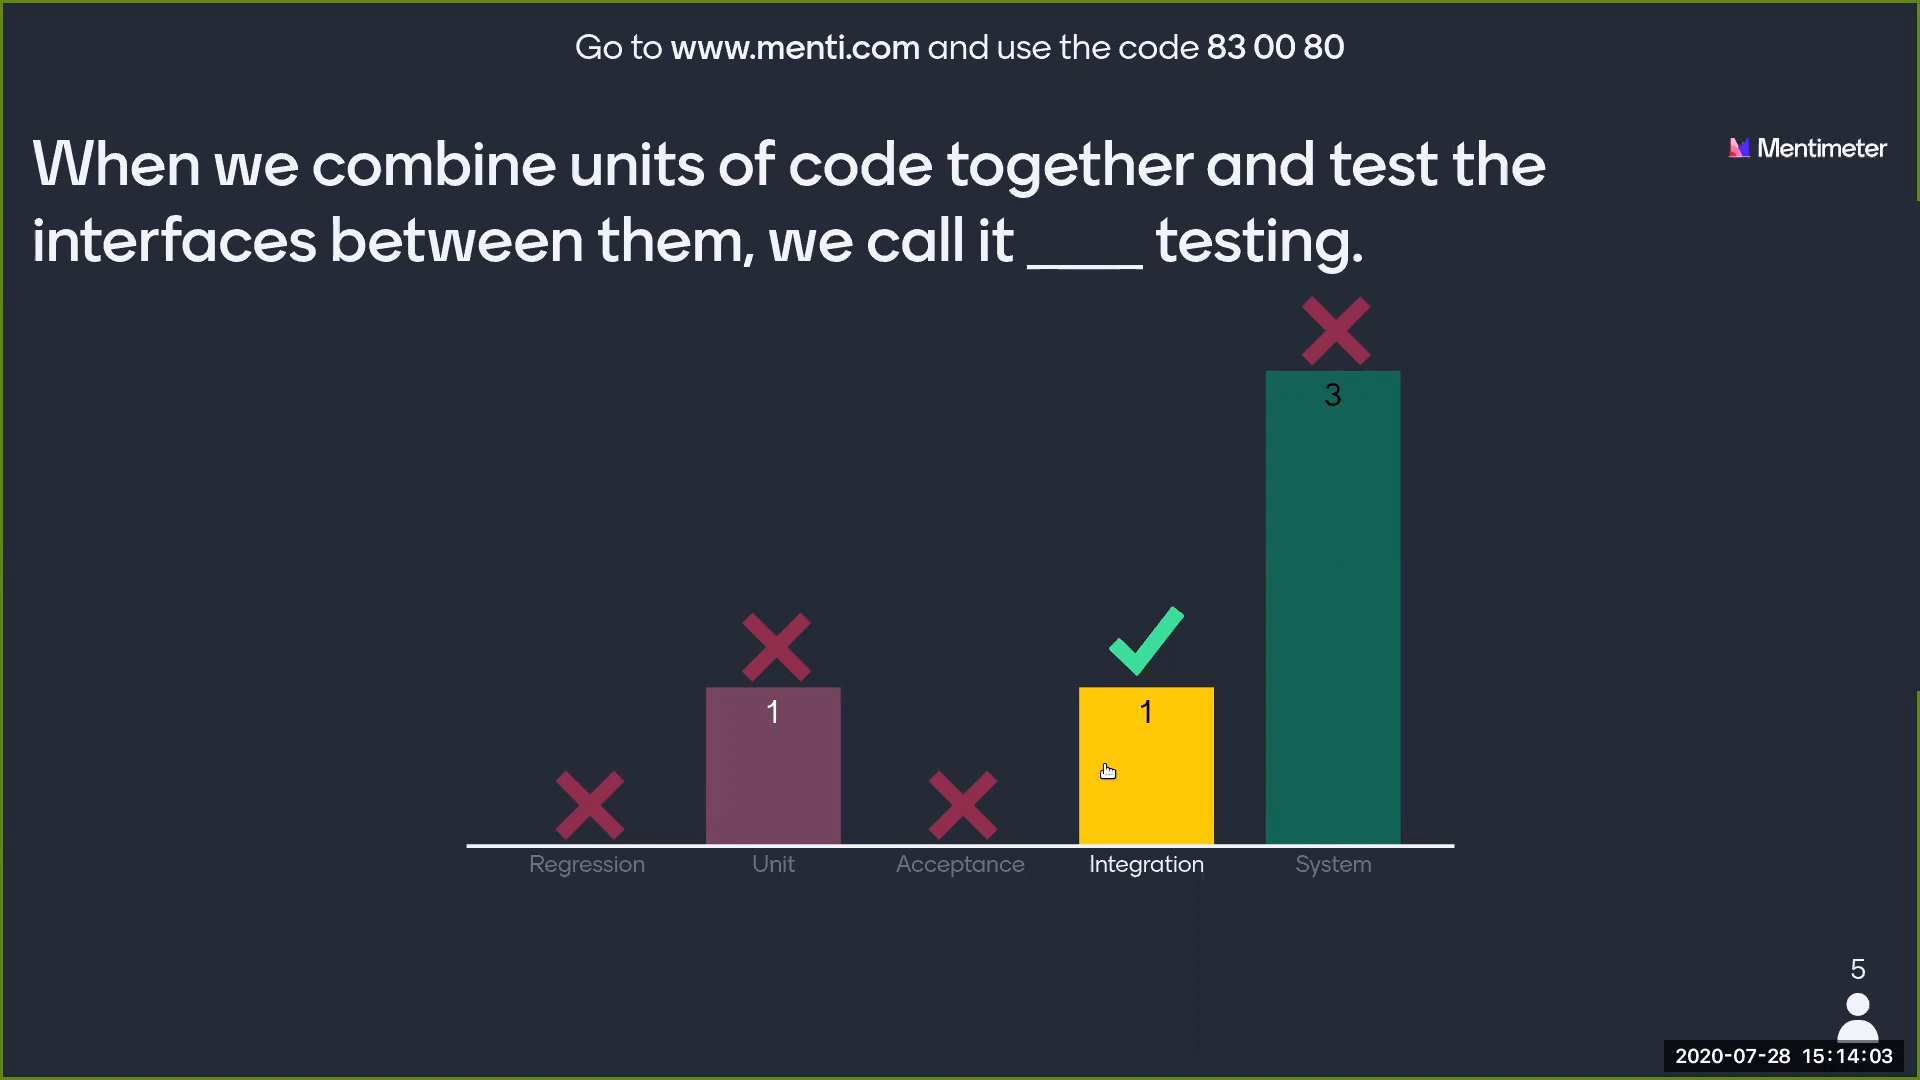 Go to www.menti.com and use the code 83 00 80
When we combine units of code together and test the
interfaces between them, we call it ____ testing.
Mentimeter
3
1
1
Regression
Unit
Acceptance
Integration
System
5
2020-07-28 15:14:03